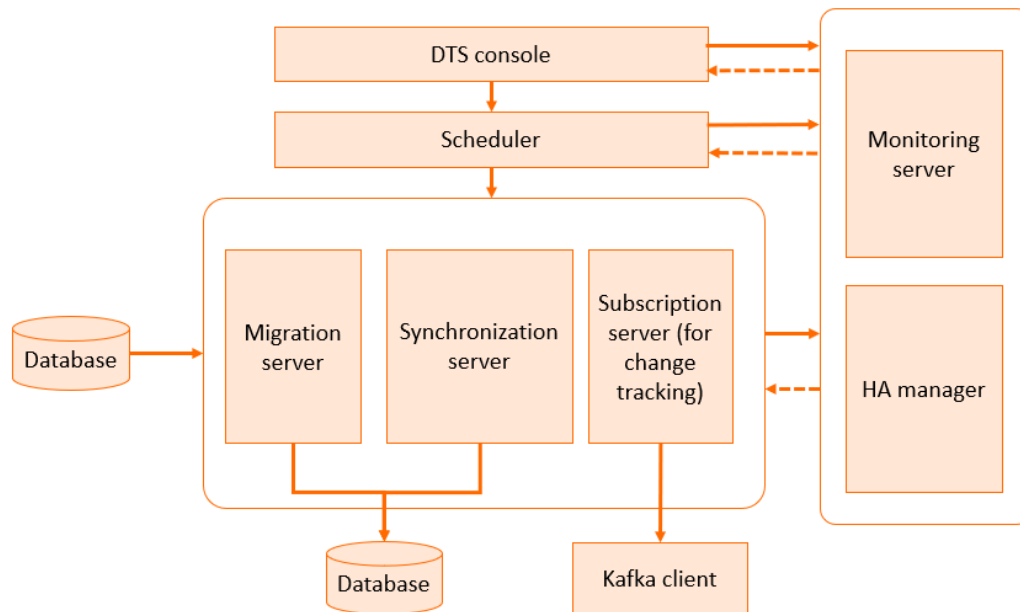 DTS console
Scheduler
Monitoring
server
Database
Migration
server
Synchronization
server
Subscription
server (for
change
tracking)
HA manager
Database
Kafka client